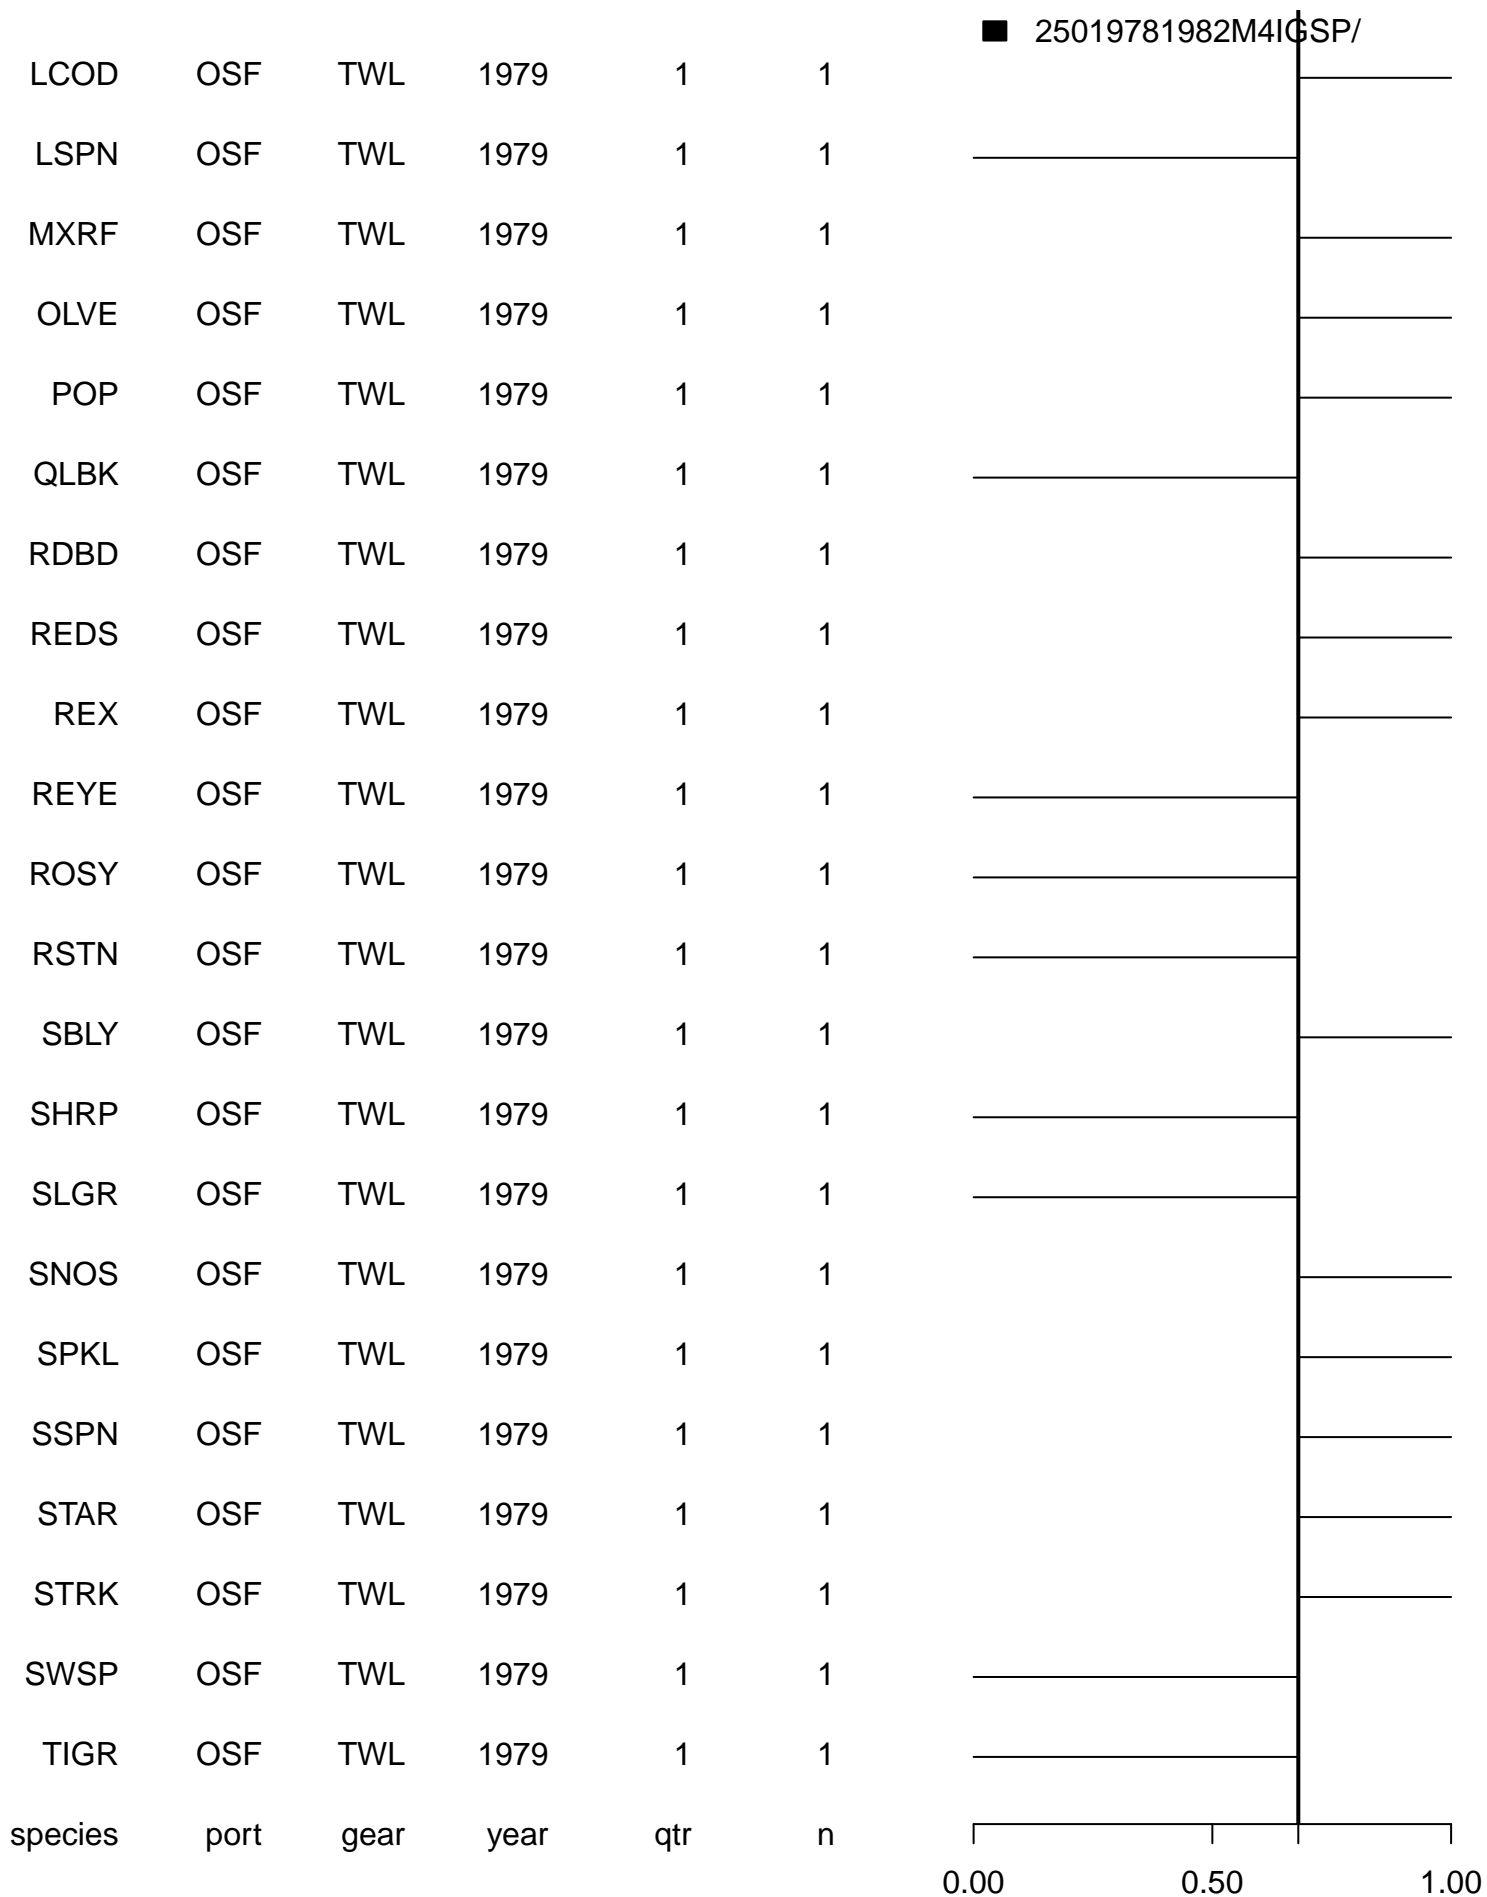 25019781982M4IGSP/
LCOD OSF TWL 1979 1 1
LSPN OSF TWL 1979 1 1
MXRF OSF TWL 1979 1 1
OLVE OSF TWL 1979 1 1
POP OSF TWL 1979 1 1
QLBK OSF TWL 1979 1 1
RDBD OSF TWL 1979 1 1
REDS OSF TWL 1979 1 1
REX OSF TWL 1979 1 1
REYE OSF TWL 1979 1 1
ROSY OSF TWL 1979 1 1
RSTN OSF TWL 1979 1 1
SBLY OSF TWL 1979 1 1
SHRP OSF TWL 1979 1 1
SLGR OSF TWL 1979 1 1
SNOS OSF TWL 1979 1 1
SPKL OSF TWL 1979 1 1
SSPN OSF TWL 1979 1 1
STAR OSF TWL 1979 1 1
STRK OSF TWL 1979 1 1
SWSP OSF TWL 1979 1 1
TIGR OSF TWL 1979 1 1
species port gear year qtr n
0.00 0.50 1.00